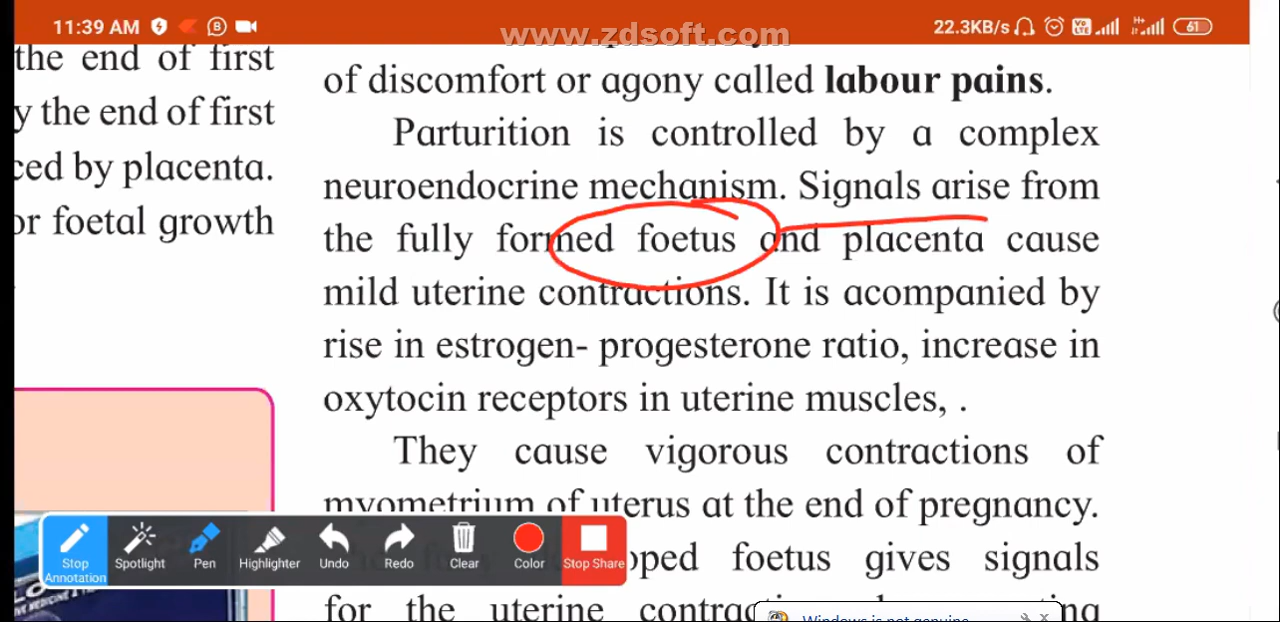 11:39 AM
www.zdsoft.com
22.3KB/s
61
the end of first
y the end of first
ced by placenta.
or foetal growth
of discomfort or agony called labour pains.
Parturition is controlled by a complex
neuroendocrine mechanism. Signals arise from
the fully formed foetus and placenta cause
mild uterine contractions. It is acompanied by
rise in estrogen- progesterone ratio, increase in
oxytocin receptors in uterine muscles, .
They cause vigorous contractions of
myometrium of uterus at the end of pregnancy.
oped foetus gives signals
for the uterine
Stop Annotation
Spotlight
Pen
Highlighter
Undo
Redo
Clear
Color
Stop Share
Windows is not genuine